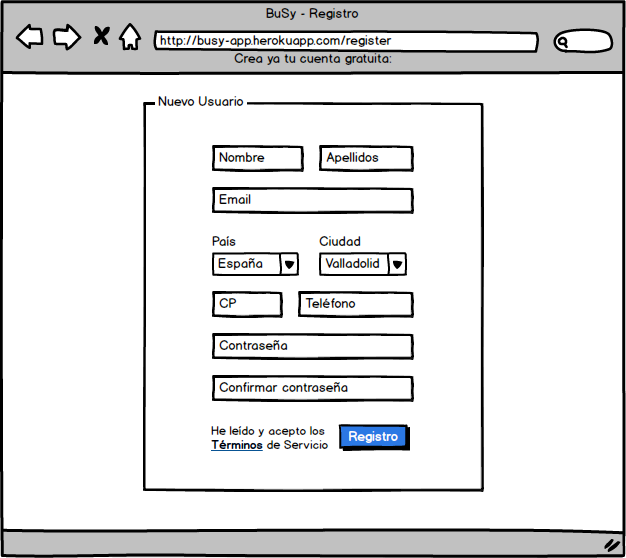 BuSy - Registro
http://busy-app.herokuapp.com/register
Crea ya tu cuenta gratuita:
Nuevo Usuario
Nombre Apellidos
Email
País Ciudad
España Valladolid
CP Teléfono
Contraseña
Confirmar contraseña
He leído y acepto los
Términos de Servicio Registro